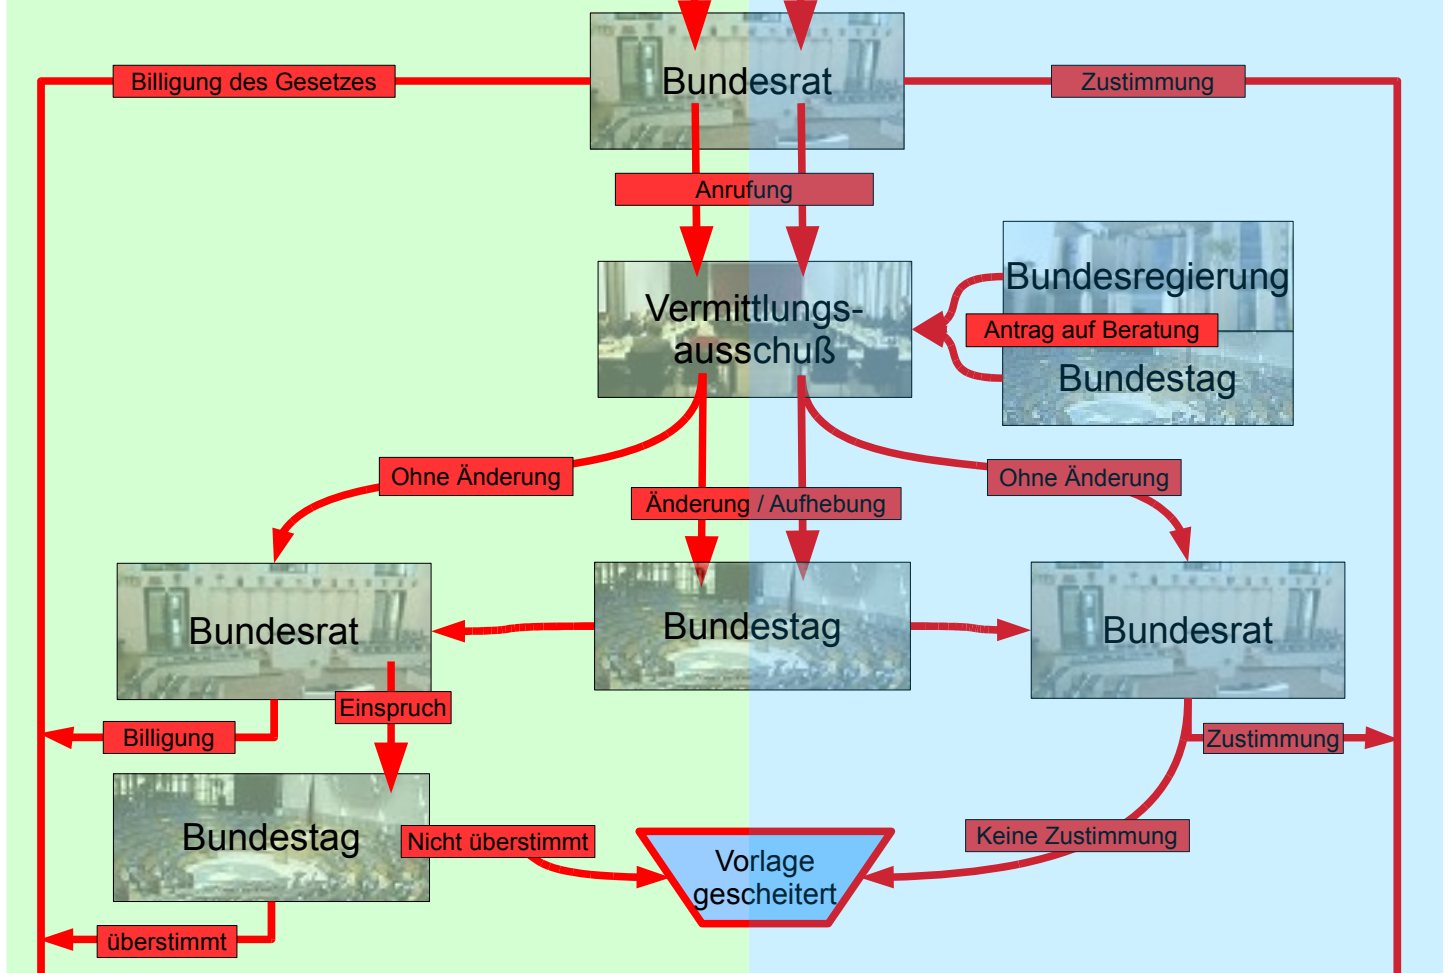 Bundesrat
Billigung des Gesetzes
Zustimmung
Anrufung
Bundesregierung
Vermittlungs-
ausschuß
Antrag auf Beratung
Bundestag
Ohne Änderung
Änderung / Aufhebung
Ohne Änderung
Bundesrat
Bundestag
Bundesrat
Einspruch
Billigung
Zustimmung
Bundestag
Nicht überstimmt
Keine Zustimmung
Vorlage
gescheitert
überstimmt